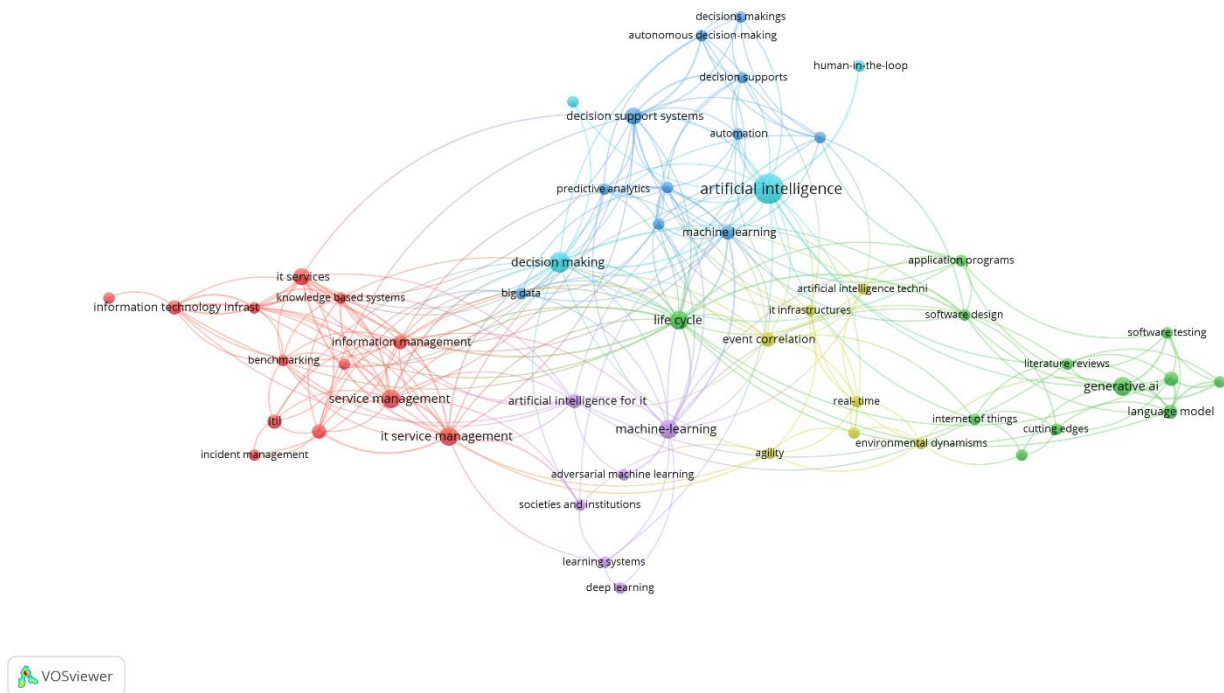 decisions makings
autonomous decision-making
human-in-the-loop
decision supports
decision support systems
automation
predictive analytics
artificial intelligence
machine learning
decision making
application programs
it services
artificial intelligence techni
big data
knowledge based systems
information technology infrast
it infrastructures
software design
life cycle
software testing
event correlation
information management
benchmarking
literature reviews
generative ai
service management
artificial intelligence for it
real-time
language model
itil
internet of things
machine-learning
cutting edges
it service management
environmental dynamisms
incident management
agility
adversarial machine learning
societies and institutions
learning systems
deep learning
VOSviewer